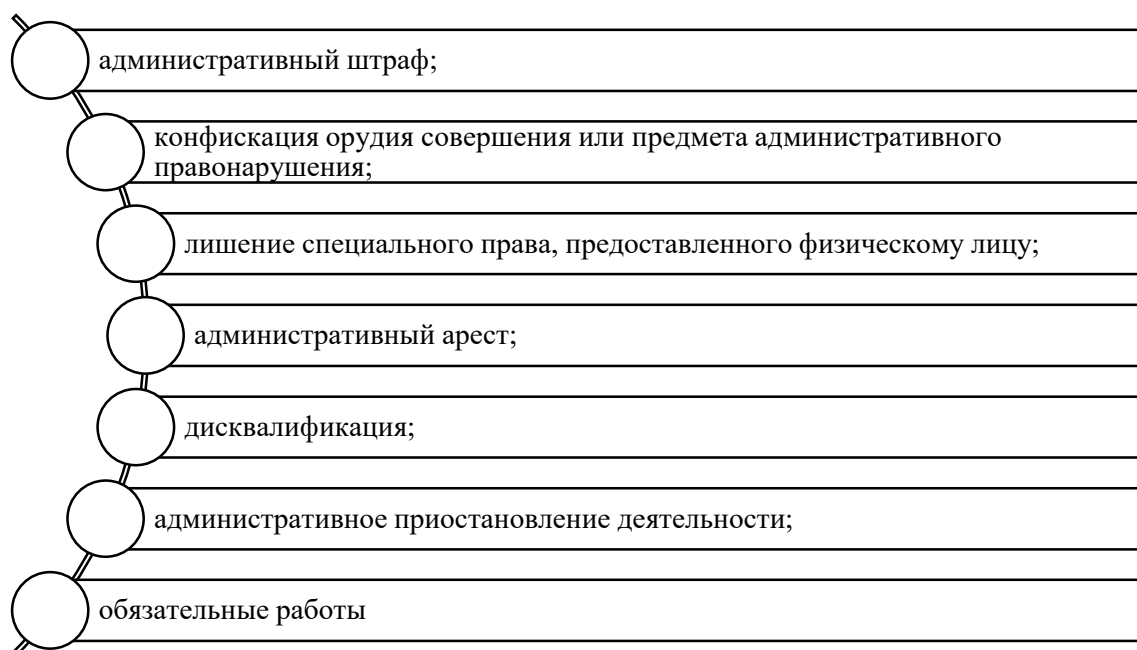 административный штраф;
конфискация орудия совершения или предмета административного
правонарушения;
лишение специального права, предоставленного физическому лицу;
административный арест;
дисквалификация;
административное приостановление деятельности;
обязательные работы